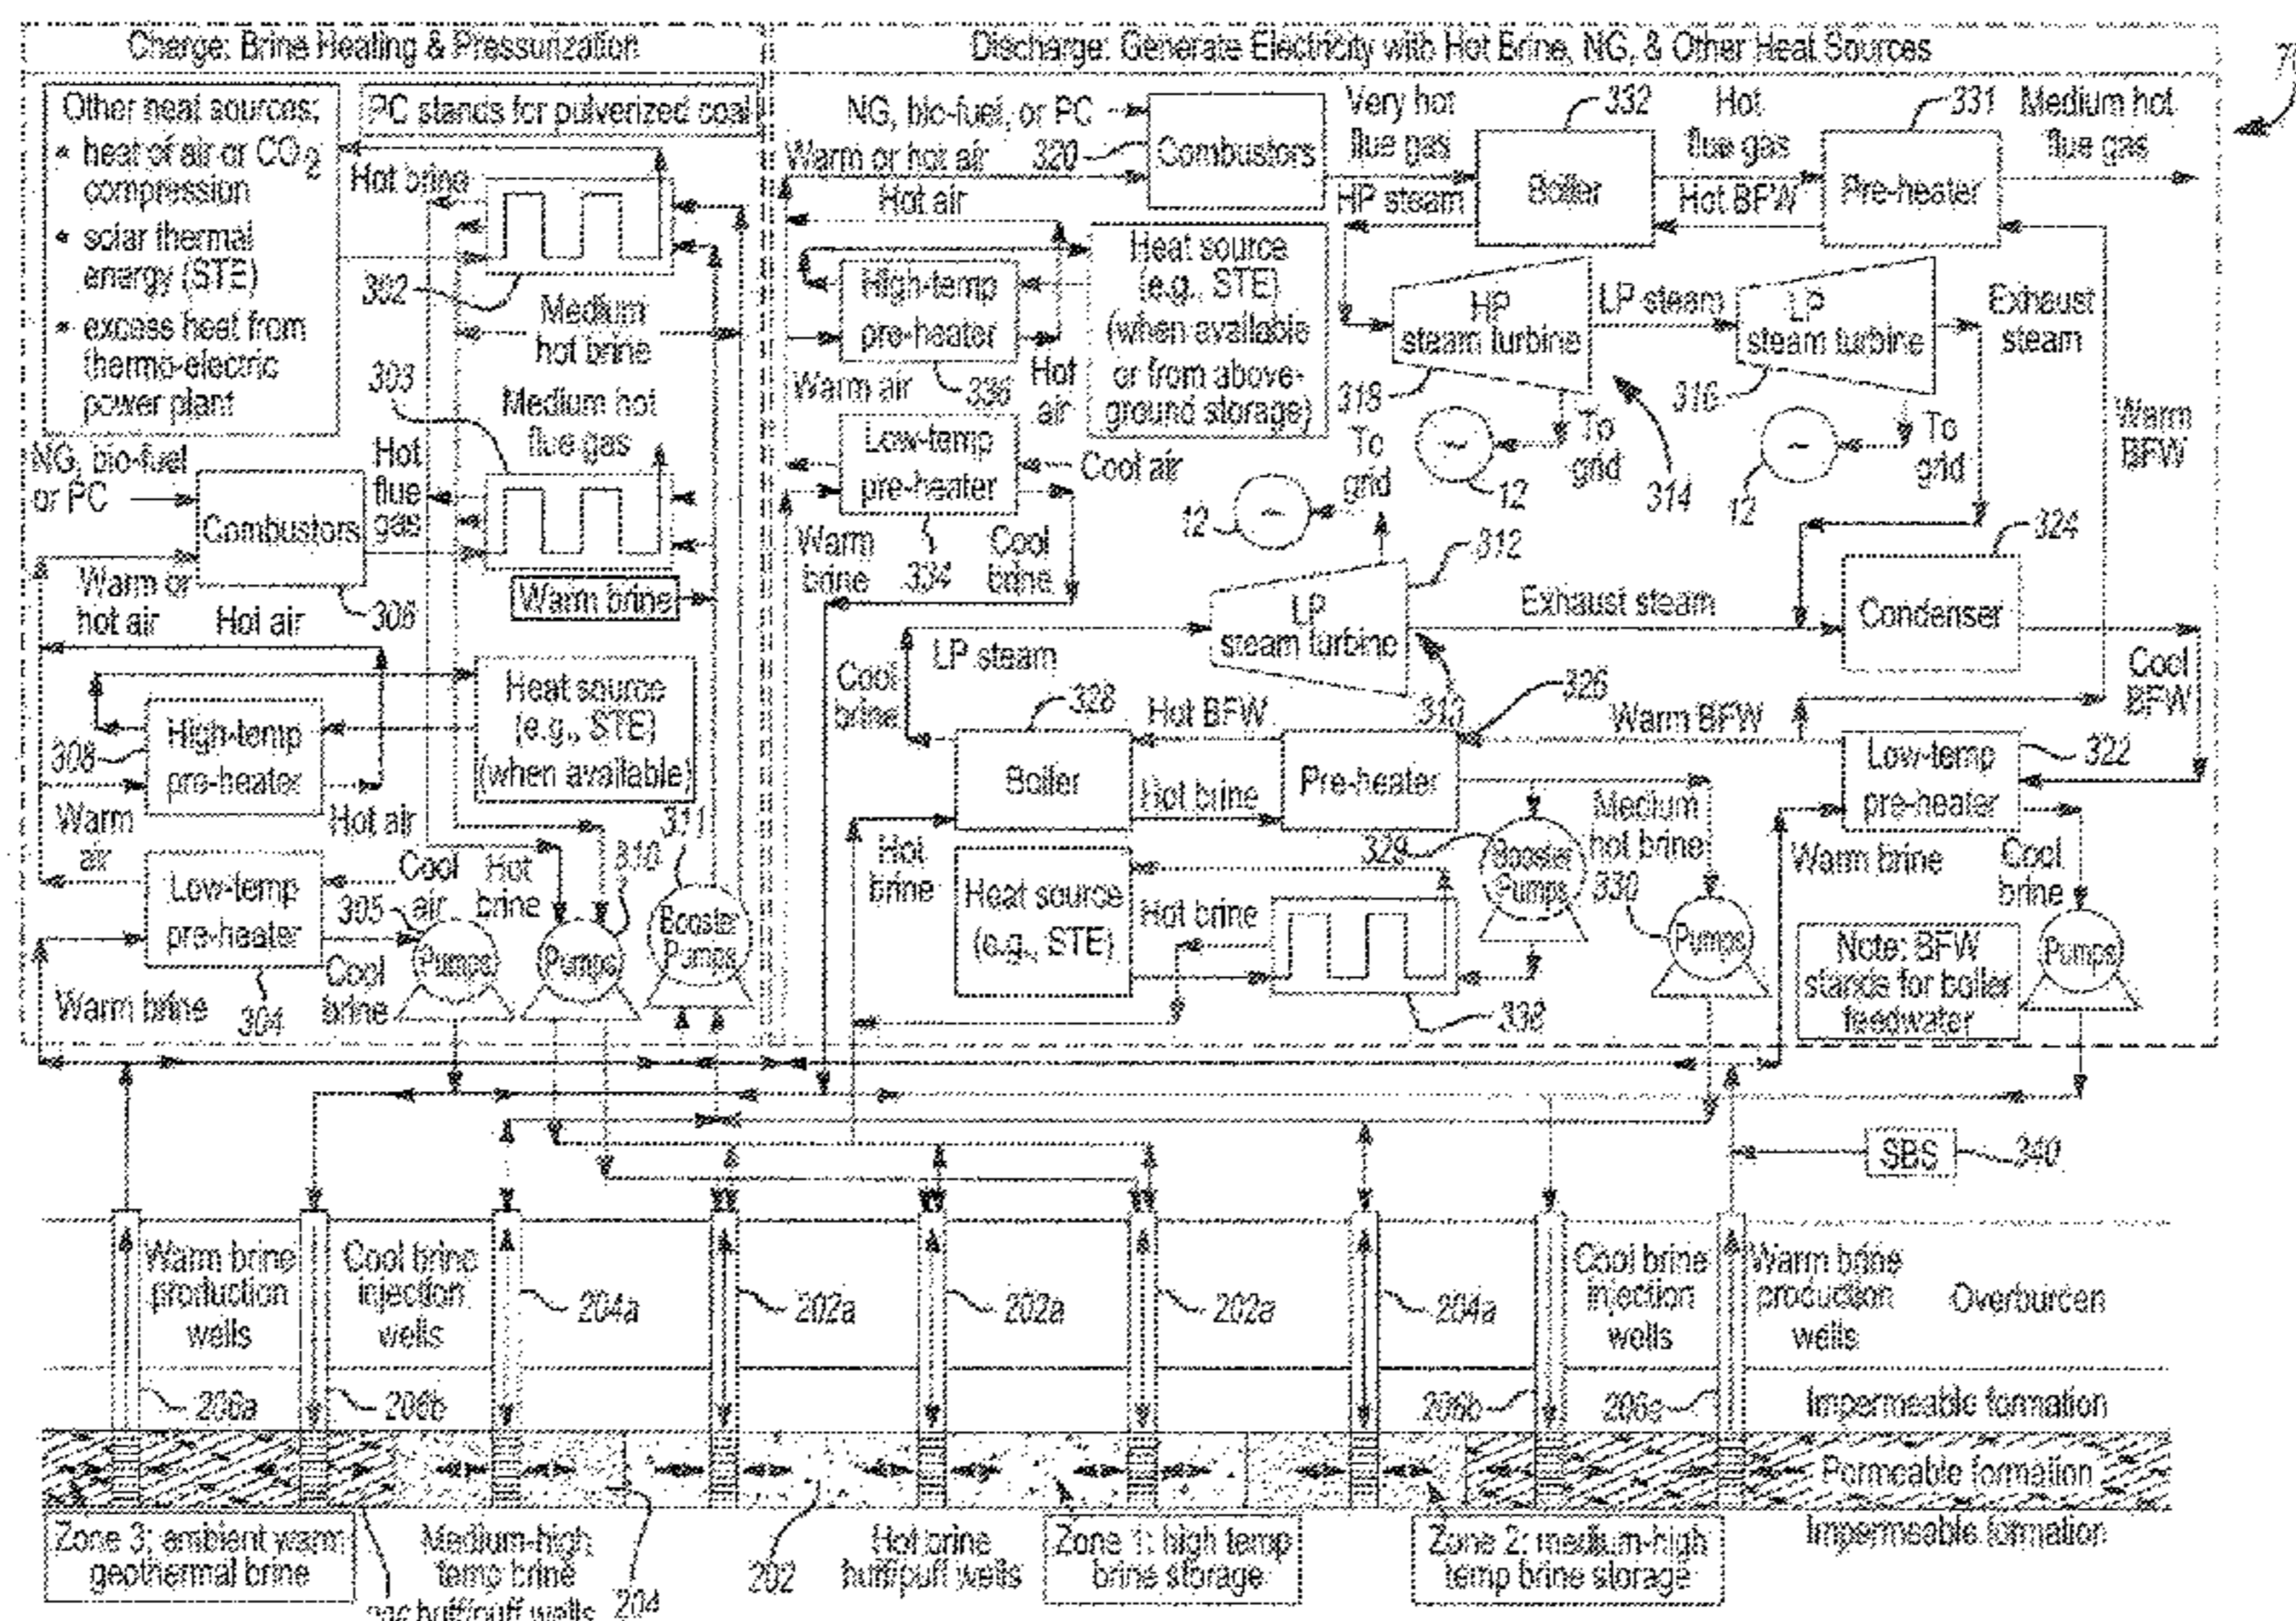 Charge: Brine Heating & Pressurization
Other heat sources:
• heat of air or CO2
compression
• solar thermal
energy (STE)
• excess heat from
thermo-electric
power plant
PC stands for pulverized coal
Hot brine
302
Medium
hot brine
303
Medium hot
flue gas
NG, bio-fuel
or PC
Combustors
Hot
flue
gas
306
Warm or
hot air
Hot air
Warm brine
Heat source
(e.g., STE)
(when available)
High-temp
pre-heater
308
Warm
air
Hot air
Low-temp
pre-heater
304
Warm brine
Cool
brine
Cool
air
Hot
brine
305
Pumps
310
Pumps
311
Booster
Pumps
Discharge: Generate Electricity with Hot Brine, NG, & Other Heat Sources
NG, bio-fuel, or PC
Warm or hot air
320
Combustors
Hot air
Very hot
flue gas
HP steam
332
Boiler
Hot
flue gas
Hot BFW
331
Pre-heater
Medium hot
flue gas
High-temp
pre-heater
336
Warm air
Hot
air
Heat source
(e.g., STE)
(when available
or from above-
ground storage)
HP
steam turbine
318
LP steam
LP
steam turbine
316
Exhaust
steam
Warm
BFW
Low-temp
pre-heater
334
Cool air
Warm
brine
Cool
brine
12
To
grid
12
To
grid
314
12
To
grid
312
LP
steam turbine
313
Exhaust steam
324
Condenser
Cool
BFW
Cool
brine
LP steam
328
Boiler
Hot BFW
Hot brine
326
Pre-heater
Warm BFW
Low-temp
pre-heater
322
Hot
brine
Heat source
(e.g., STE)
Hot brine
338
329
Booster
Pumps
Medium
hot brine
330
Pumps
Warm brine
Cool
brine
Pumps
Note: BFW
stands for boiler
feedwater
SBS
340
Warm brine
production
wells
Cool brine
injection
wells
204a
202a
202a
202a
204a
Cool brine
injection
wells
Warm brine
production
wells
Overburden
206a
206b
206b
206a
Impermeable formation
Permeable formation
Impermeable formation
Zone 3: ambient warm
geothermal brine
Medium-high
temp brine
huff/puff wells
204
202
Hot brine
huff/puff wells
Zone 1: high temp
brine storage
Zone 2: medium-high
temp brine storage